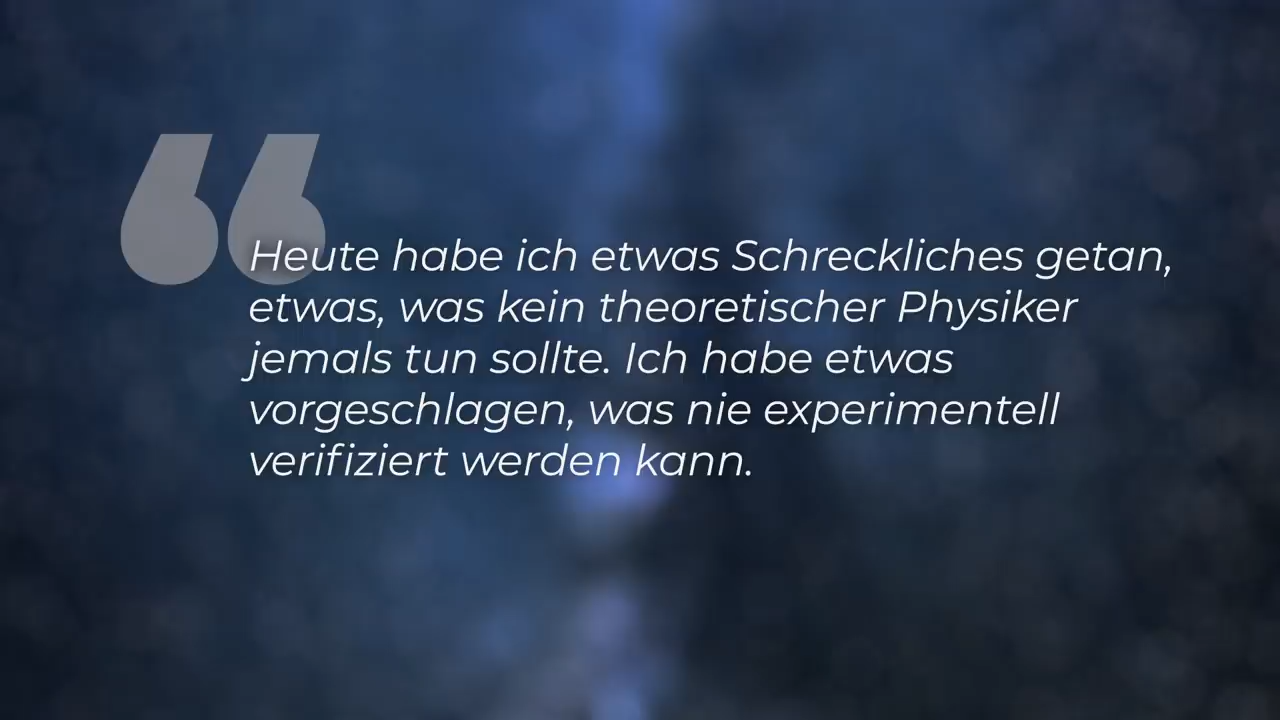 “
Heute habe ich etwas Schreckliches getan,
etwas, was kein theoretischer Physiker
jemals tun sollte. Ich habe etwas
vorgeschlagen, was nie experimentell
verifiziert werden kann.